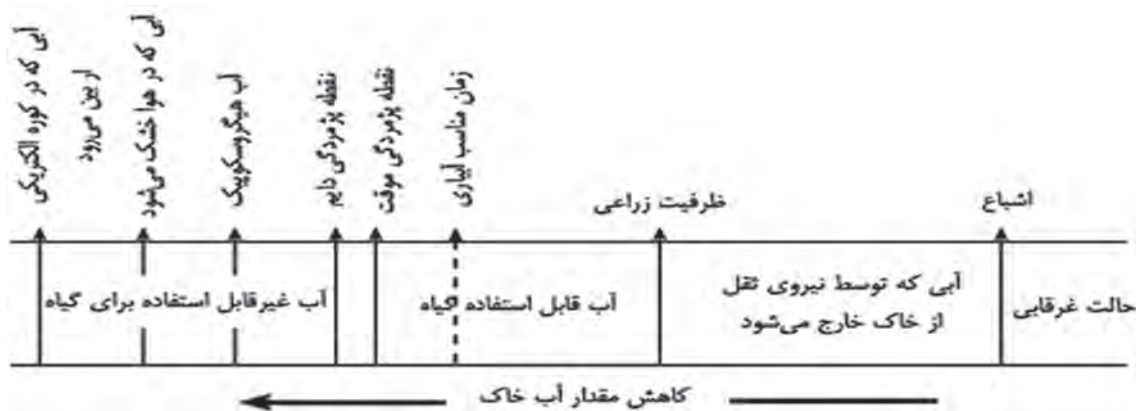 آبی که در کوره الکتریکی
از بین می‌رود
آبی که در هوا خشک می‌شود
آب هیگروسکوپیک
نقطه پژمردگی دایم
نقطه پژمردگی موقت
زمان مناسب آبیاری
ظرفیت زراعی
اشباع
حالت غرقابی
آبی که توسط نیروی ثقل
از خاک خارج می‌شود
آب قابل استفاده گیاه
آب غیرقابل استفاده برای گیاه
کاهش مقدار آب خاک